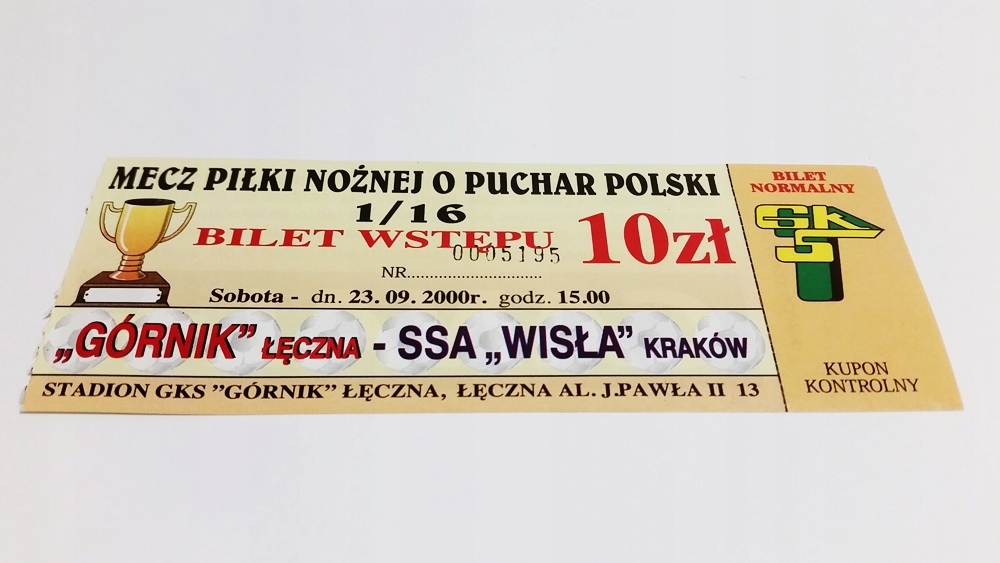 MECZ PIŁKI NOŻNEJ O PUCHAR POLSKI
1/16
BILET WSTĘPU 10zł
0005195
NR..............................
Sobota - dn. 23.09.2000r. godz. 15.00
„GÓRNIK” ŁĘCZNA - SSA „WISŁA” KRAKÓW
STADION GKS ”GÓRNIK” ŁĘCZNA, ŁĘCZNA AL. J.PAWŁA II 13
BILET
NORMALNY
GKS
KUPON
KONTROLNY